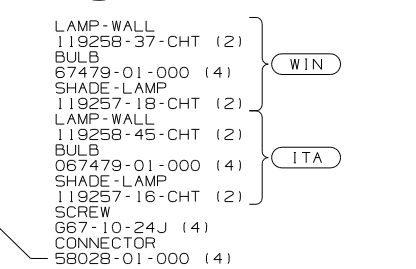 LAMP-WALL
119258-37-CHT (2)
BULB
67479-01-000 (4)
SHADE-LAMP
119257-18-CHT (2)
WIN
LAMP-WALL
119258-45-CHT (2)
BULB
067479-01-000 (4)
SHADE-LAMP
119257-16-CHT (2)
ITA
SCREW
G67-10-24J (4)
CONNECTOR
58028-01-000 (4)